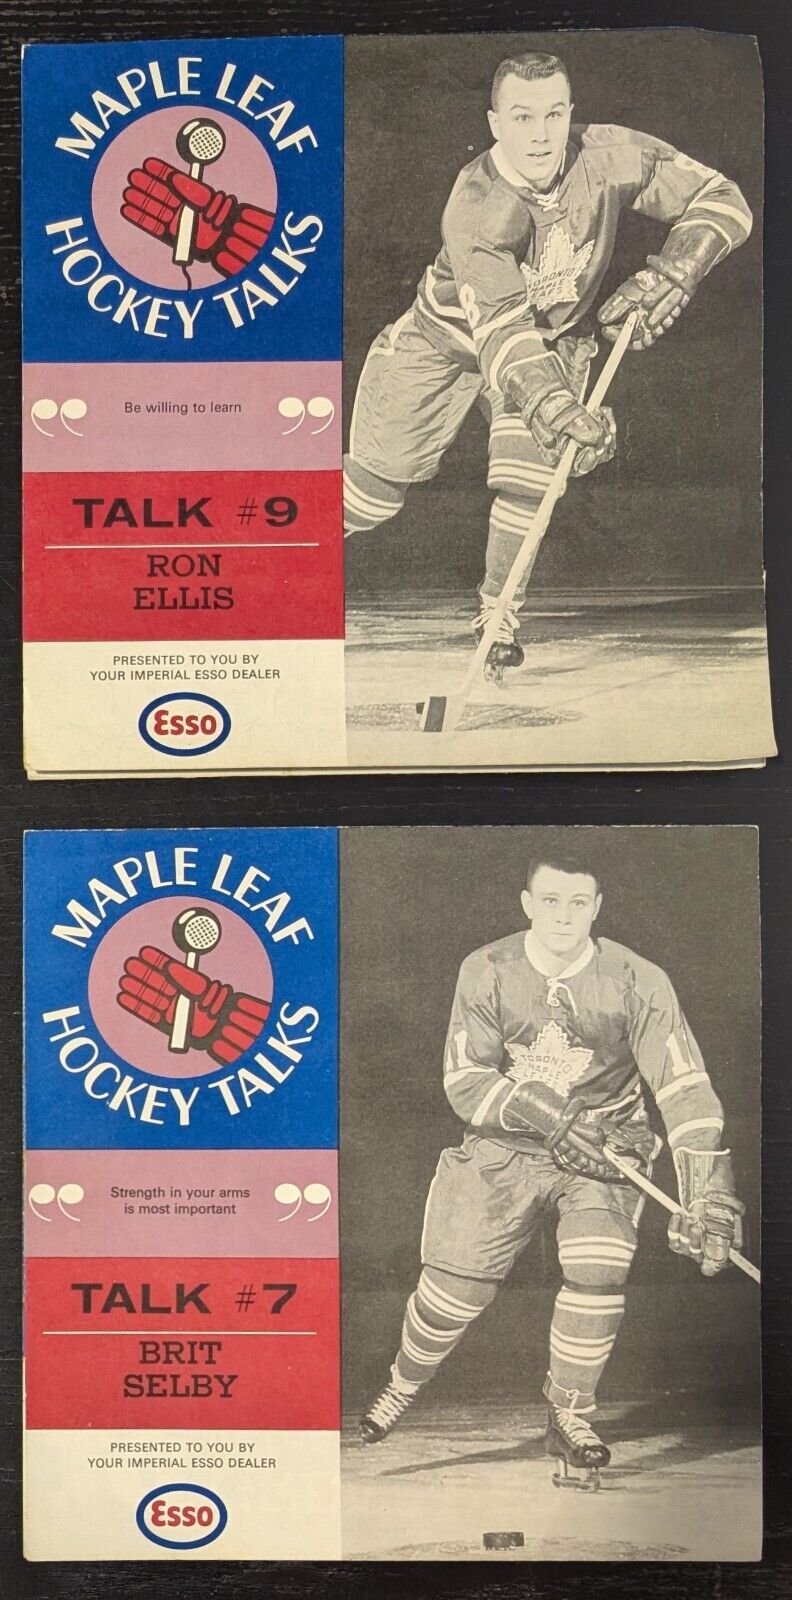 MAPLE LEAF
HOCKEY TALKS
“ Be willing to learn ”
TALK #9
RON
ELLIS
PRESENTED TO YOU BY
YOUR IMPERIAL ESSO DEALER
Esso
8
TORONTO
MAPLE
LEAFS
MAPLE LEAF
HOCKEY TALKS
“ Strength in your arms
is most important ”
TALK #7
BRIT
SELBY
PRESENTED TO YOU BY
YOUR IMPERIAL ESSO DEALER
Esso
11
11
TORONTO
MAPLE
LEAFS